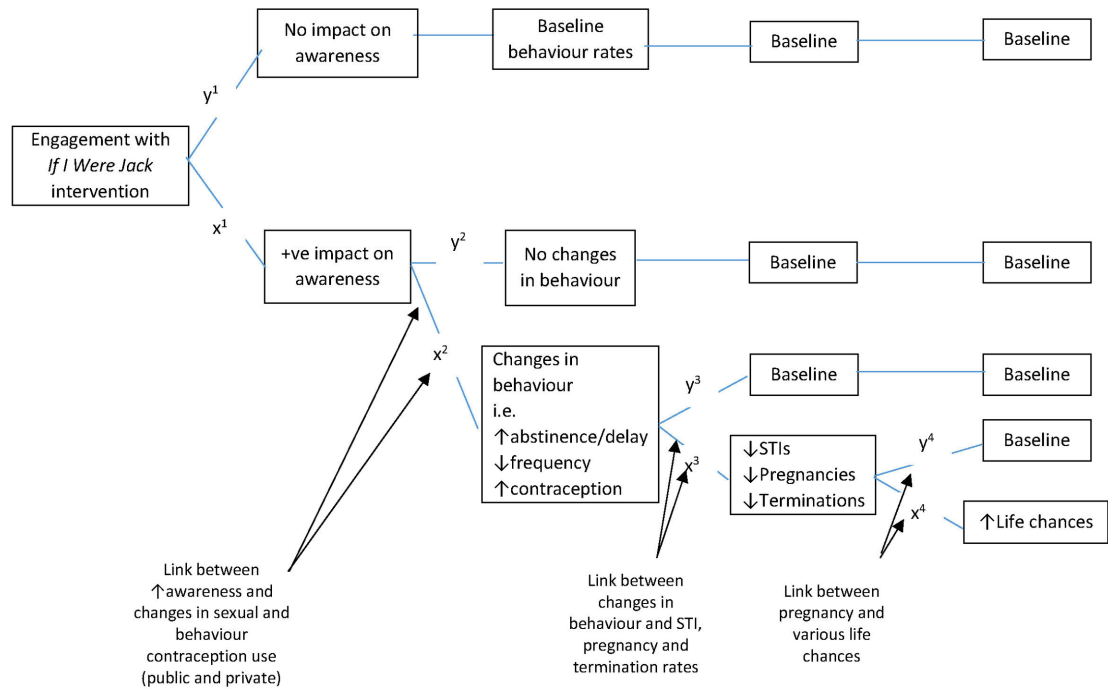 No impact on
awareness
Baseline
behaviour rates
Baseline
Baseline
y¹
Engagement with
If I Were Jack
intervention
x¹
+ve impact on
awareness
y²
No changes
in behaviour
Baseline
Baseline
x²
Changes in
behaviour
i.e.
↑abstinence/delay
↓frequency
↑contraception
y³
Baseline
Baseline
x³
↓STIs
↓Pregnancies
↓Terminations
y⁴
Baseline
x⁴
↑Life chances
Link between
↑awareness and
changes in sexual and
behaviour
contraception use
(public and private)
Link between
changes in
behaviour and STI,
pregnancy and
termination rates
Link between
pregnancy and
various life
chances